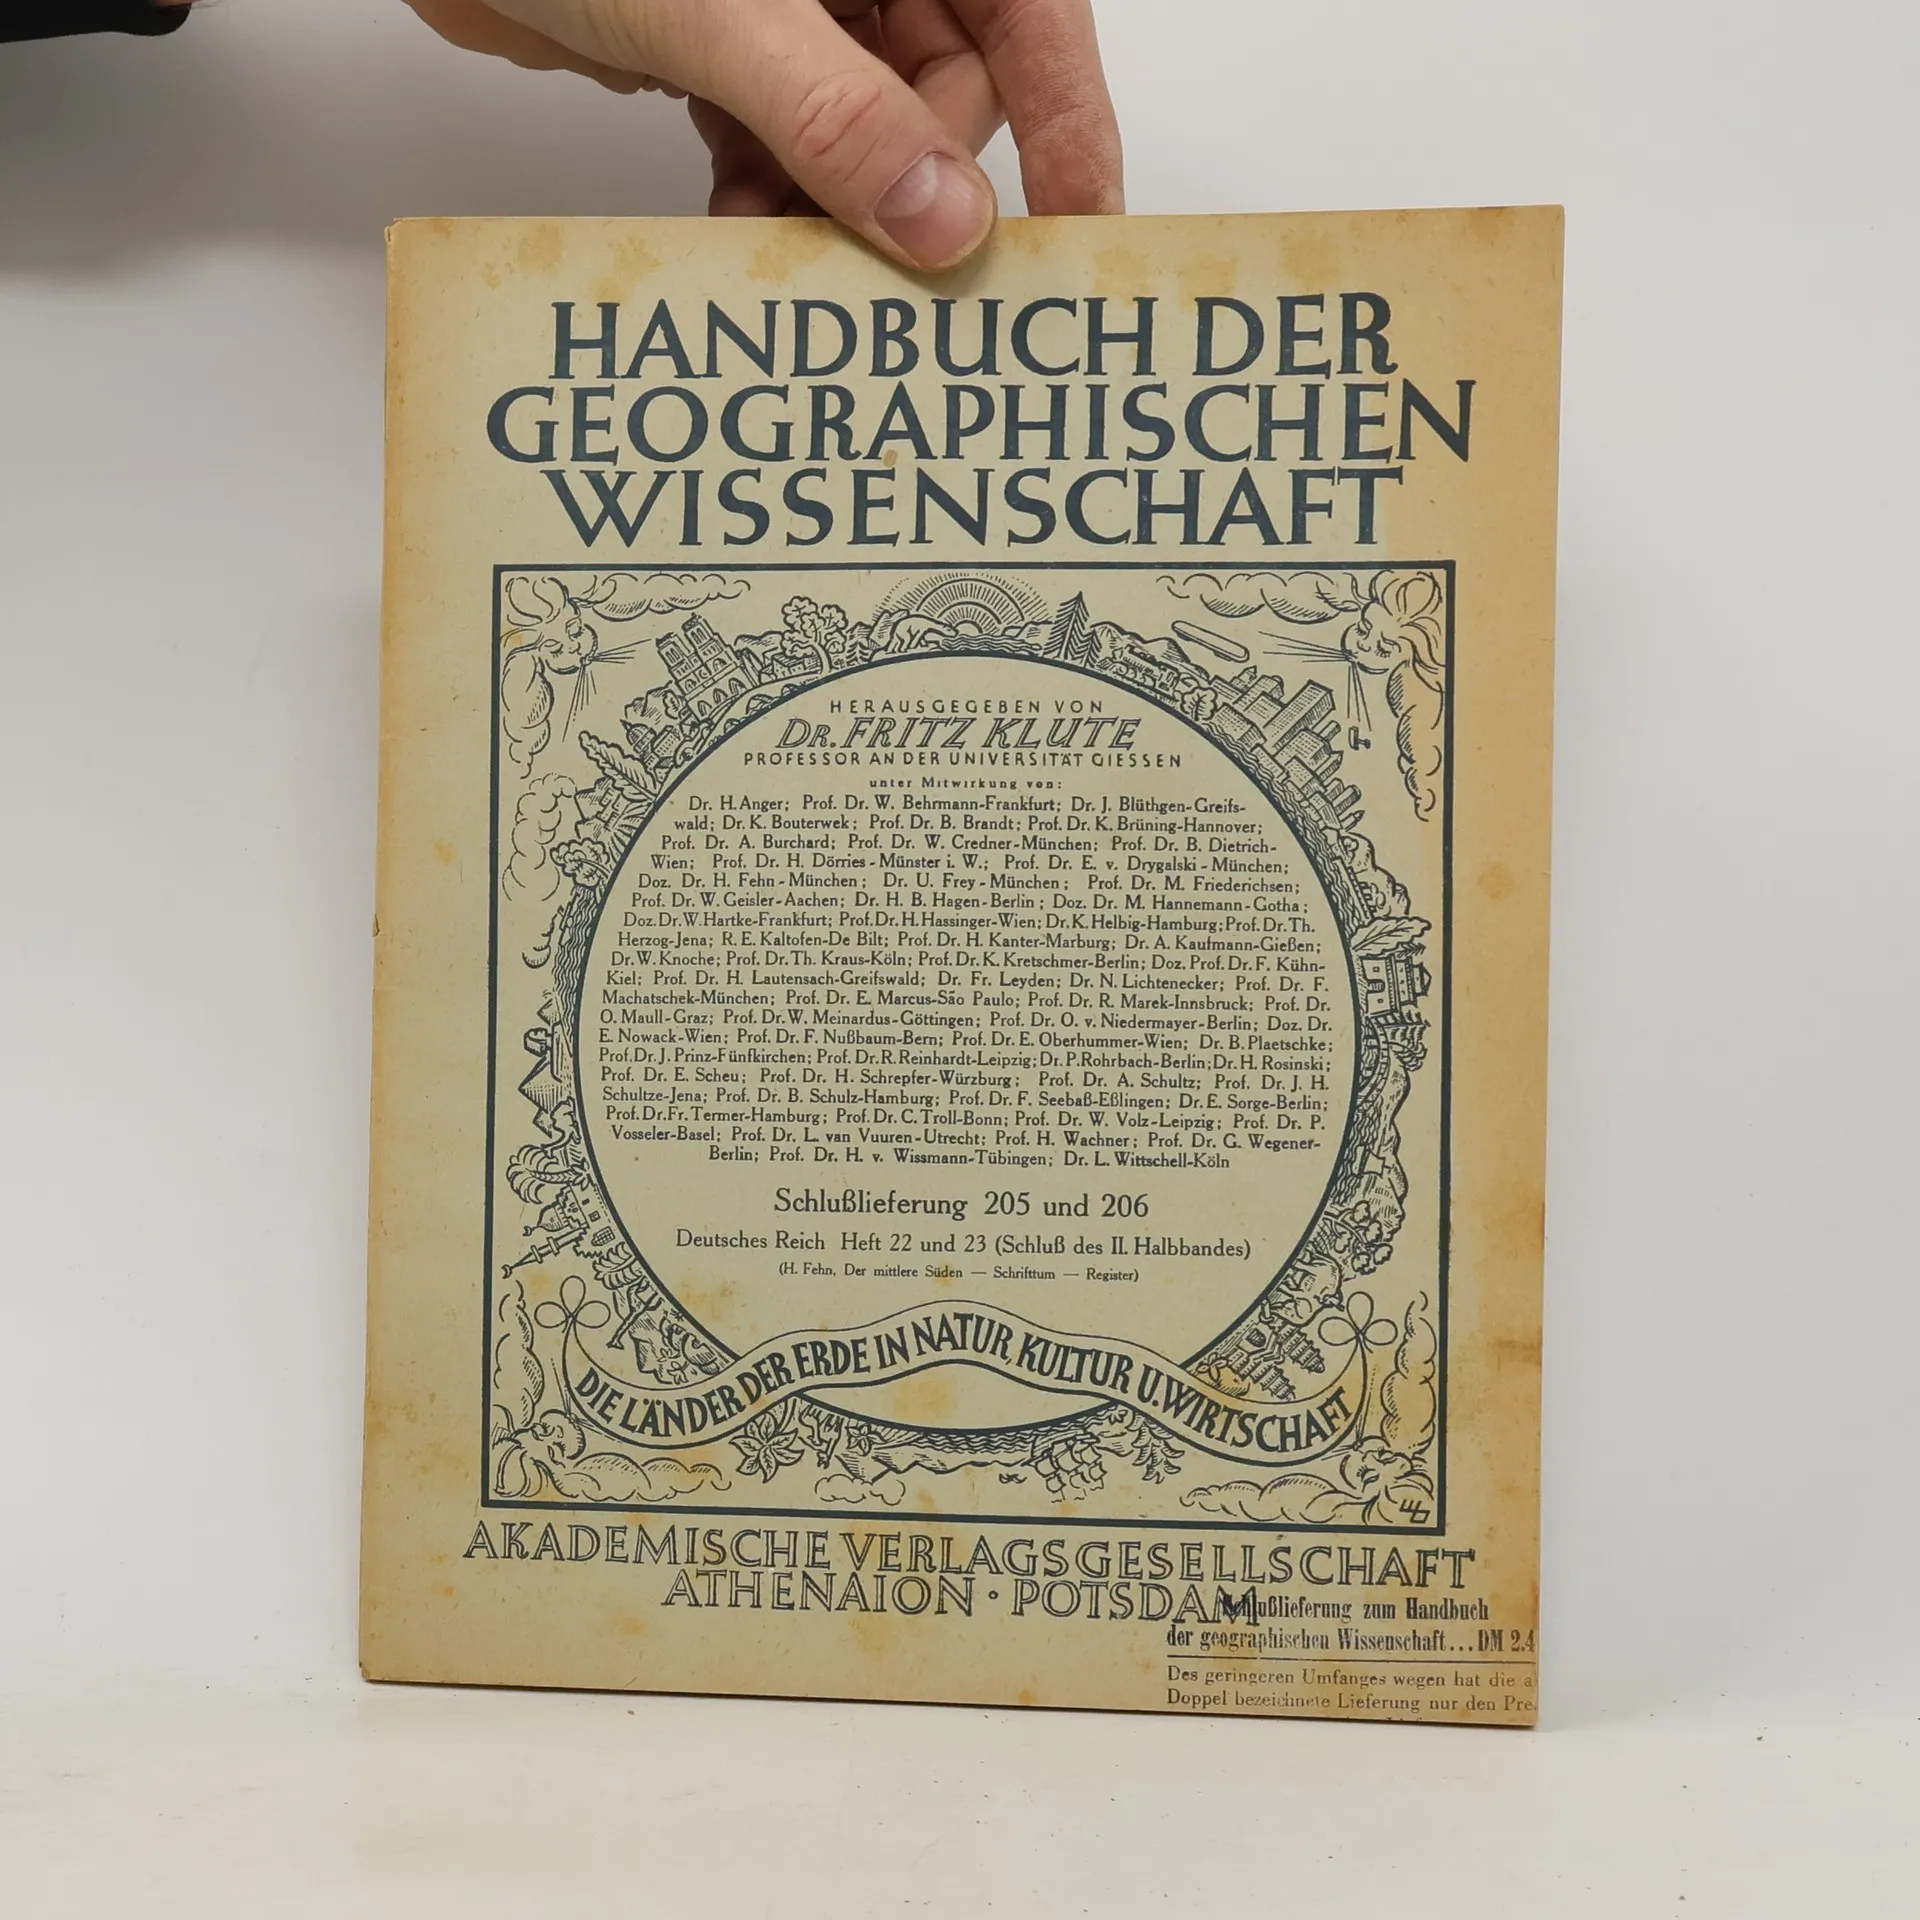 HANDBUCH DER
GEOGRAPHISCHEN
WISSENSCHAFT
HERAUSGEGEBEN VON
DR. FRITZ KLUTE
PROFESSOR AN DER UNIVERSITÄT GIESSEN
unter Mitwirkung von:
Dr. H. Anger; Prof. Dr. W. Behrmann-Frankfurt; Dr. J. Blüthgen-Greifs-
wald; Dr. K. Bouterwek; Prof. Dr. B. Brandt; Prof. Dr. K. Brüning-Hannover;
Prof. Dr. A. Burchard; Prof. Dr. W. Credner-München; Prof. Dr. B. Dietrich-
Wien; Prof. Dr. H. Dörries-Münster i. W.; Prof. Dr. E. v. Drygalski-München;
Doz. Dr. H. Fehn-München; Dr. U. Frey-München; Prof. Dr. M. Friederichsen;
Prof. Dr. W. Geisler-Aachen; Dr. H. B. Hagen-Berlin; Doz. Dr. M. Hannemann-Gotha;
Doz. Dr. W. Hartke-Frankfurt; Prof. Dr. H. Hassinger-Wien; Dr. K. Helbig-Hamburg; Prof. Dr. Th.
Herzog-Jena; R. E. Kaltofen-De Bilt; Prof. Dr. H. Kanter-Marburg; Dr. A. Kaufmann-Gießen;
Dr. W. Knoche; Prof. Dr. Th. Kraus-Köln; Prof. Dr. K. Kretschmer-Berlin; Doz. Prof. Dr. F. Kühn-
Kiel; Prof. Dr. H. Lautensach-Greifswald; Dr. Fr. Leyden; Dr. N. Lichtenecker; Prof. Dr. F.
Machatschek-München; Prof. Dr. E. Marcus-São Paulo; Prof. Dr. R. Marek-Innsbruck; Prof. Dr.
O. Maull-Graz; Prof. Dr. W. Meinardus-Göttingen; Prof. Dr. O. v. Niedermayer-Berlin; Doz. Dr.
E. Nowack-Wien; Prof. Dr. F. Nußbaum-Bern; Prof. Dr. E. Oberhummer-Wien; Dr. B. Plaetschke;
Prof. Dr. J. Prinz-Fünfkirchen; Prof. Dr. R. Reinhardt-Leipzig; Dr. P. Rohrbach-Berlin; Dr. H. Rosinski;
Prof. Dr. E. Scheu; Prof. Dr. H. Schrepfer-Würzburg; Prof. Dr. A. Schultz; Prof. Dr. J. H.
Schultze-Jena; Prof. Dr. B. Schulz-Hamburg; Prof. Dr. F. Seebaß-Eßlingen; Dr. E. Sorge-Berlin;
Prof. Dr. Fr. Termer-Hamburg; Prof. Dr. C. Troll-Bonn; Prof. Dr. W. Volz-Leipzig; Prof. Dr. P.
Vosseler-Basel; Prof. Dr. L. van Vuuren-Utrecht; Prof. H. Wachner; Prof. Dr. G. Wegener-
Berlin; Prof. Dr. H. v. Wissmann-Tübingen; Dr. L. Wittschell-Köln
Schlußlieferung 205 und 206
Deutsches Reich Heft 22 und 23 (Schluß des II. Halbbandes)
(H. Fehn, Der mittlere Süden — Schrifttum — Register)
DIE LÄNDER DER ERDE IN NATUR, KULTUR U. WIRTSCHAFT
AKADEMISCHE VERLAGSGESELLSCHAFT
ATHENAION · POTSDAM
Schlußlieferung zum Handbuch
der geographischen Wissenschaft... DM 2.4
Des geringeren Umfanges wegen hat die
Doppel bezeichnete Lieferung nur den